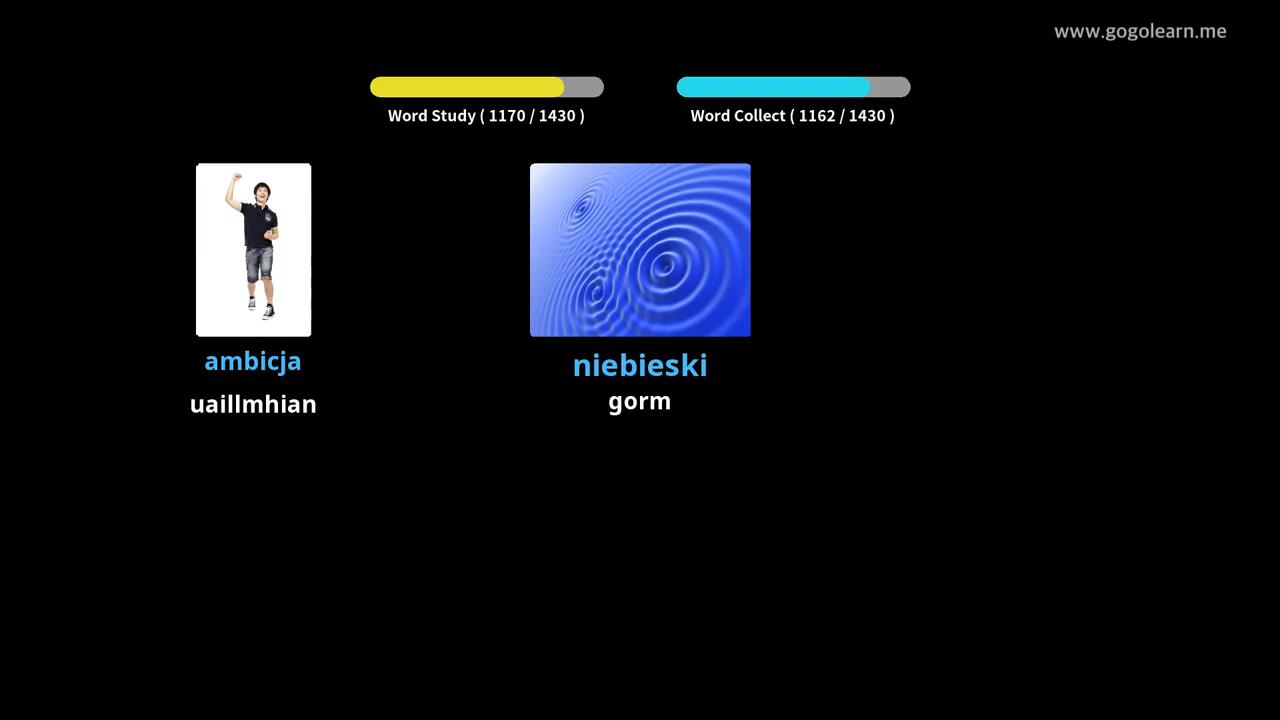 www.gogolearn.me
Word Study ( 1170 / 1430 )
Word Collect ( 1162 / 1430 )
ambicja
uaillmhian
niebieski
gorm